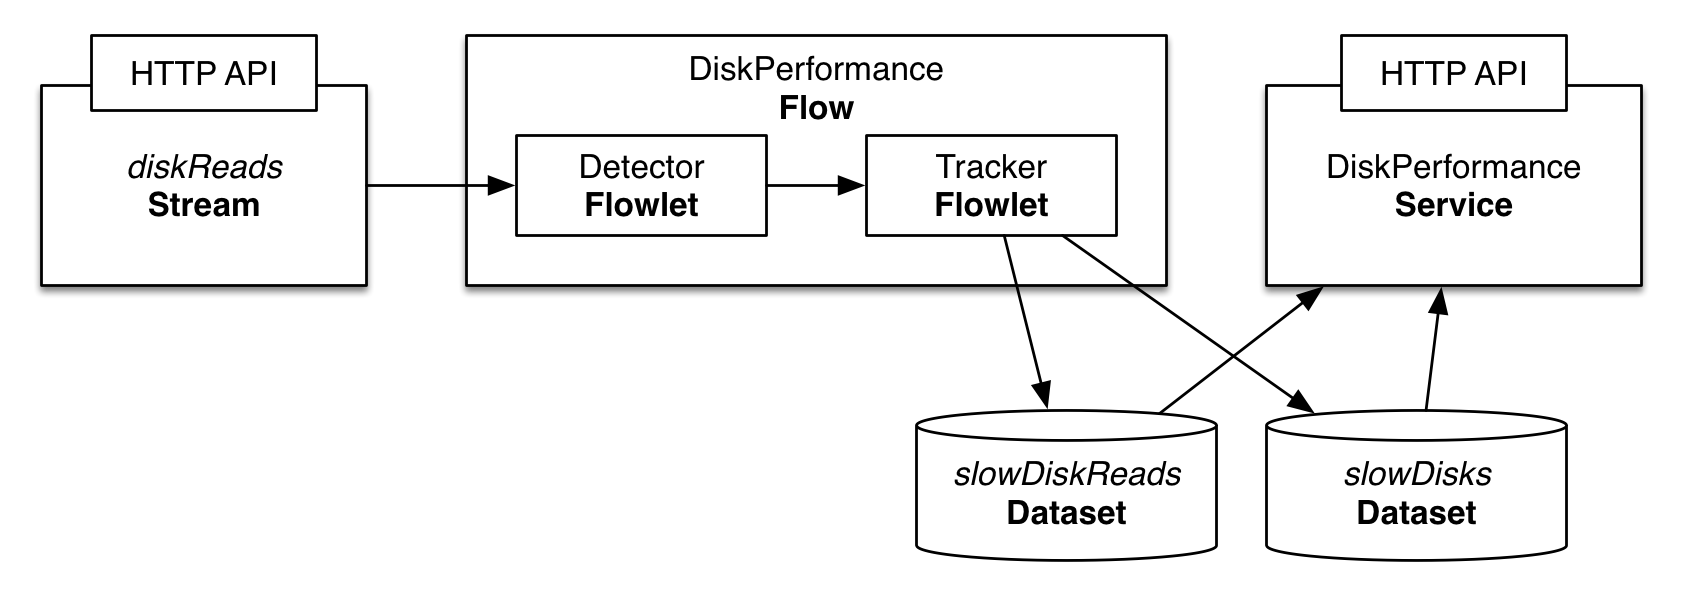 HTTP API
diskReads
Stream
DiskPerformance
Flow
Detector
Flowlet
Tracker
Flowlet
HTTP API
DiskPerformance
Service
slowDiskReads
Dataset
slowDisks
Dataset